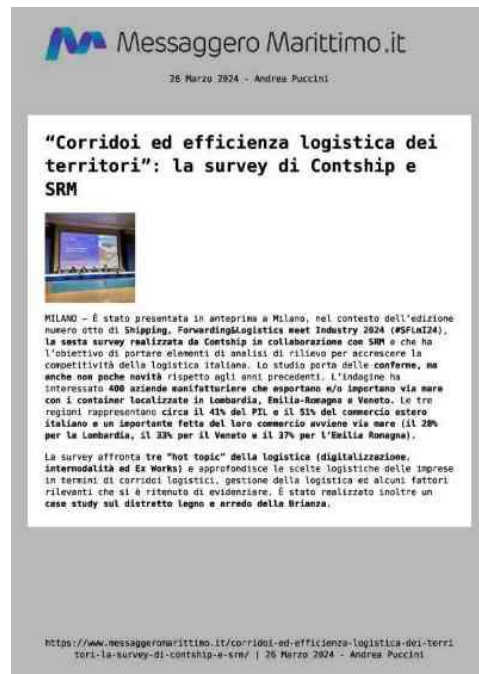 Messaggero Marittimo.it
26 Marzo 2024 - Andrea Puccini
“Corridoi ed efficienza logistica dei
territori”: la survey di Contship e
SRM
MILANO – È stato presentata in anteprima a Milano, nel contesto dell’edizione
numero otto di Shipping, Forwarding&Logistics meet Industry 2024 (#SFLmI24),
la sesta survey realizzata da Contship in collaborazione con SRM e che ha
l’obiettivo di portare elementi di analisi di rilievo per accrescere la
competitività della logistica italiana. Lo studio porta delle conferme, ma
anche non poche novità rispetto agli anni precedenti. L’indagine ha
interessato 400 aziende manifatturiere che esportano e/o importano via mare
con i container localizzate in Lombardia, Emilia-Romagna e Veneto. Le tre
regioni rappresentano circa il 41% del PIL e il 51% del commercio estero
italiano e un importante fetta del loro commercio avviene via mare (il 28%
per la Lombardia, il 33% per il Veneto e il 37% per l’Emilia Romagna).
La survey affronta tre “hot topic” della logistica (digitalizzazione,
intermodalità ed Ex Works) e approfondisce le scelte logistiche delle imprese
in termini di corridoi logistici, gestione della logistica ed alcuni fattori
rilevanti che si è ritenuto di evidenziare. È stato realizzato inoltre un
case study sul distretto legno e arredo della Brianza.
https://www.messaggeromarittimo.it/corridoi-ed-efficienza-logistica-dei-terri
tori-la-survey-di-contship-e-srm/ | 26 Marzo 2024 - Andrea Puccini